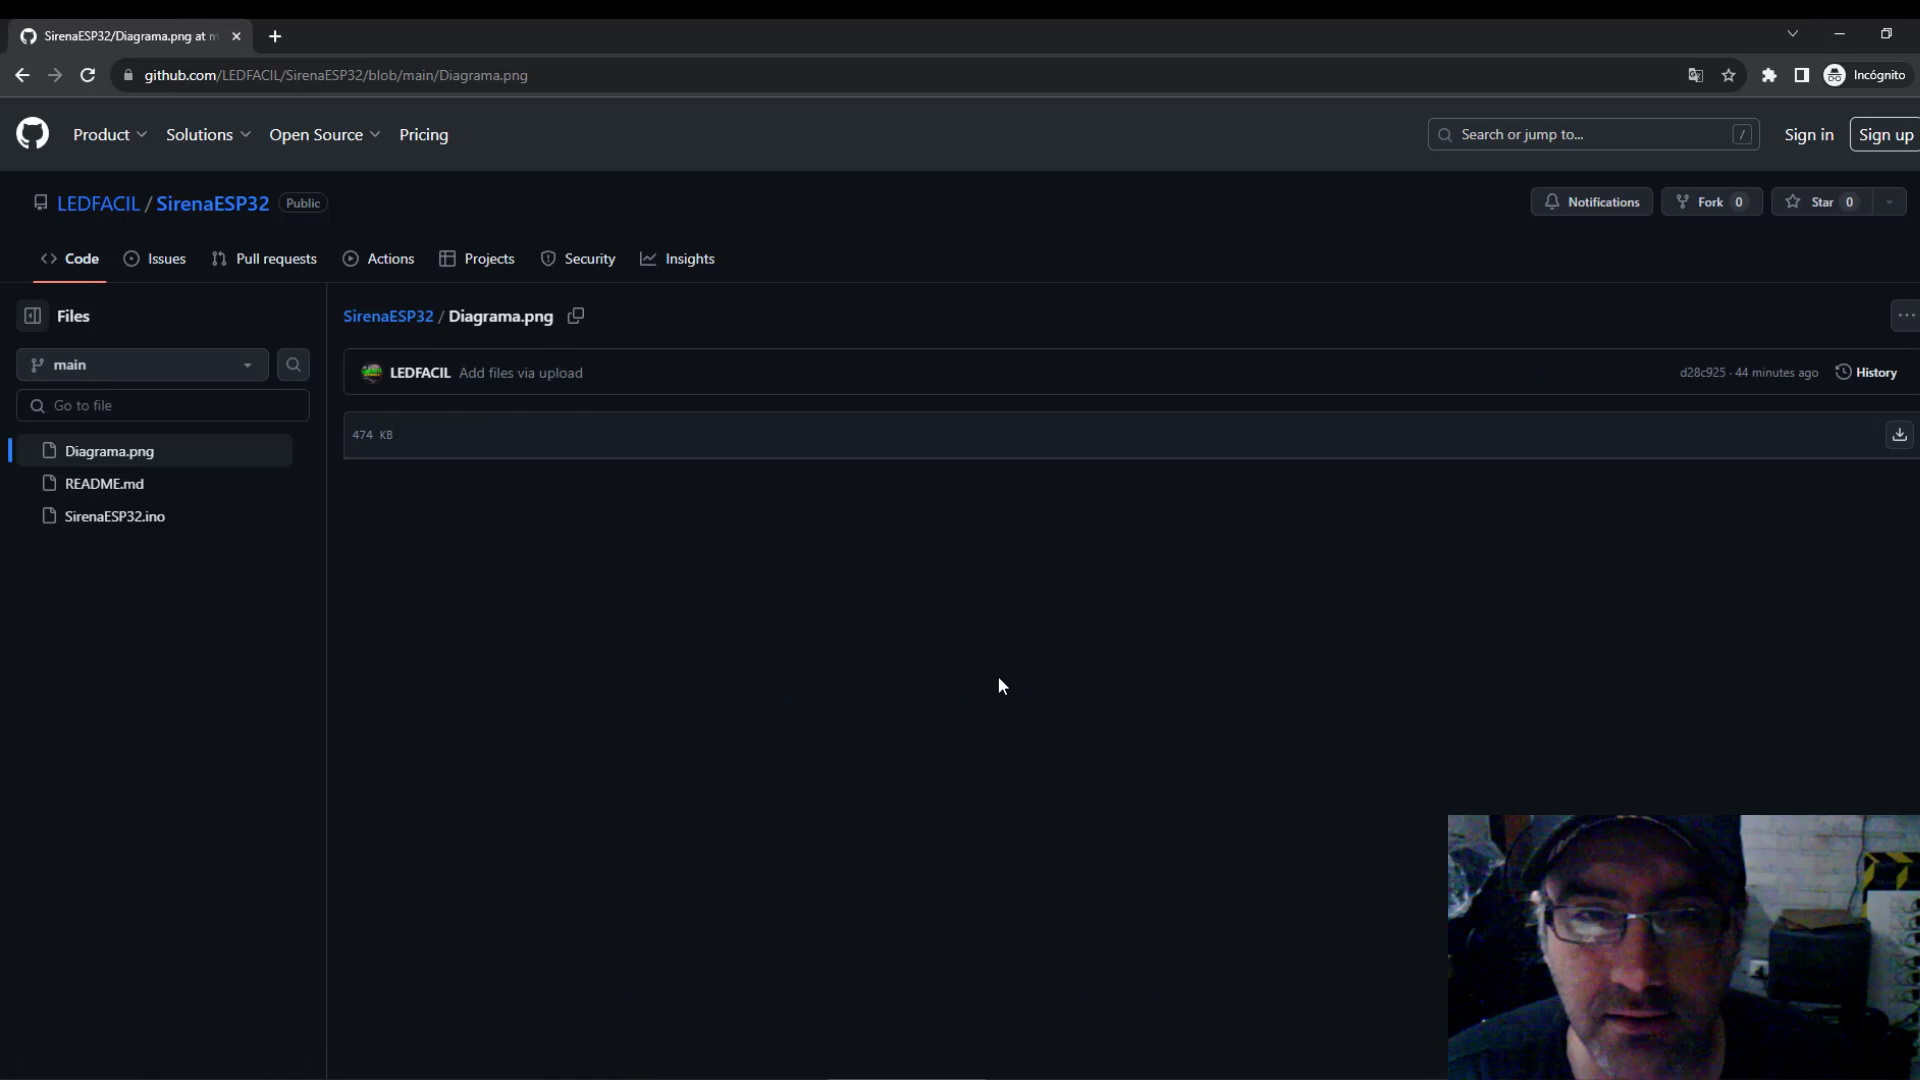 SirenaESP32/Diagrama.png at m
github.com/LEDFACIL/SirenaESP32/blob/main/Diagrama.png
Incógnito
Product
Solutions
Open Source
Pricing
Search or jump to...
/
Sign in
Sign up
LEDFACIL / SirenaESP32
Public
Notifications
Fork 0
Star 0
Code
Issues
Pull requests
Actions
Projects
Security
Insights
Files
main
Go to file
Diagrama.png
README.md
SirenaESP32.ino
SirenaESP32 / Diagrama.png
LEDFACIL Add files via upload
d28c925 · 44 minutes ago
History
474 KB